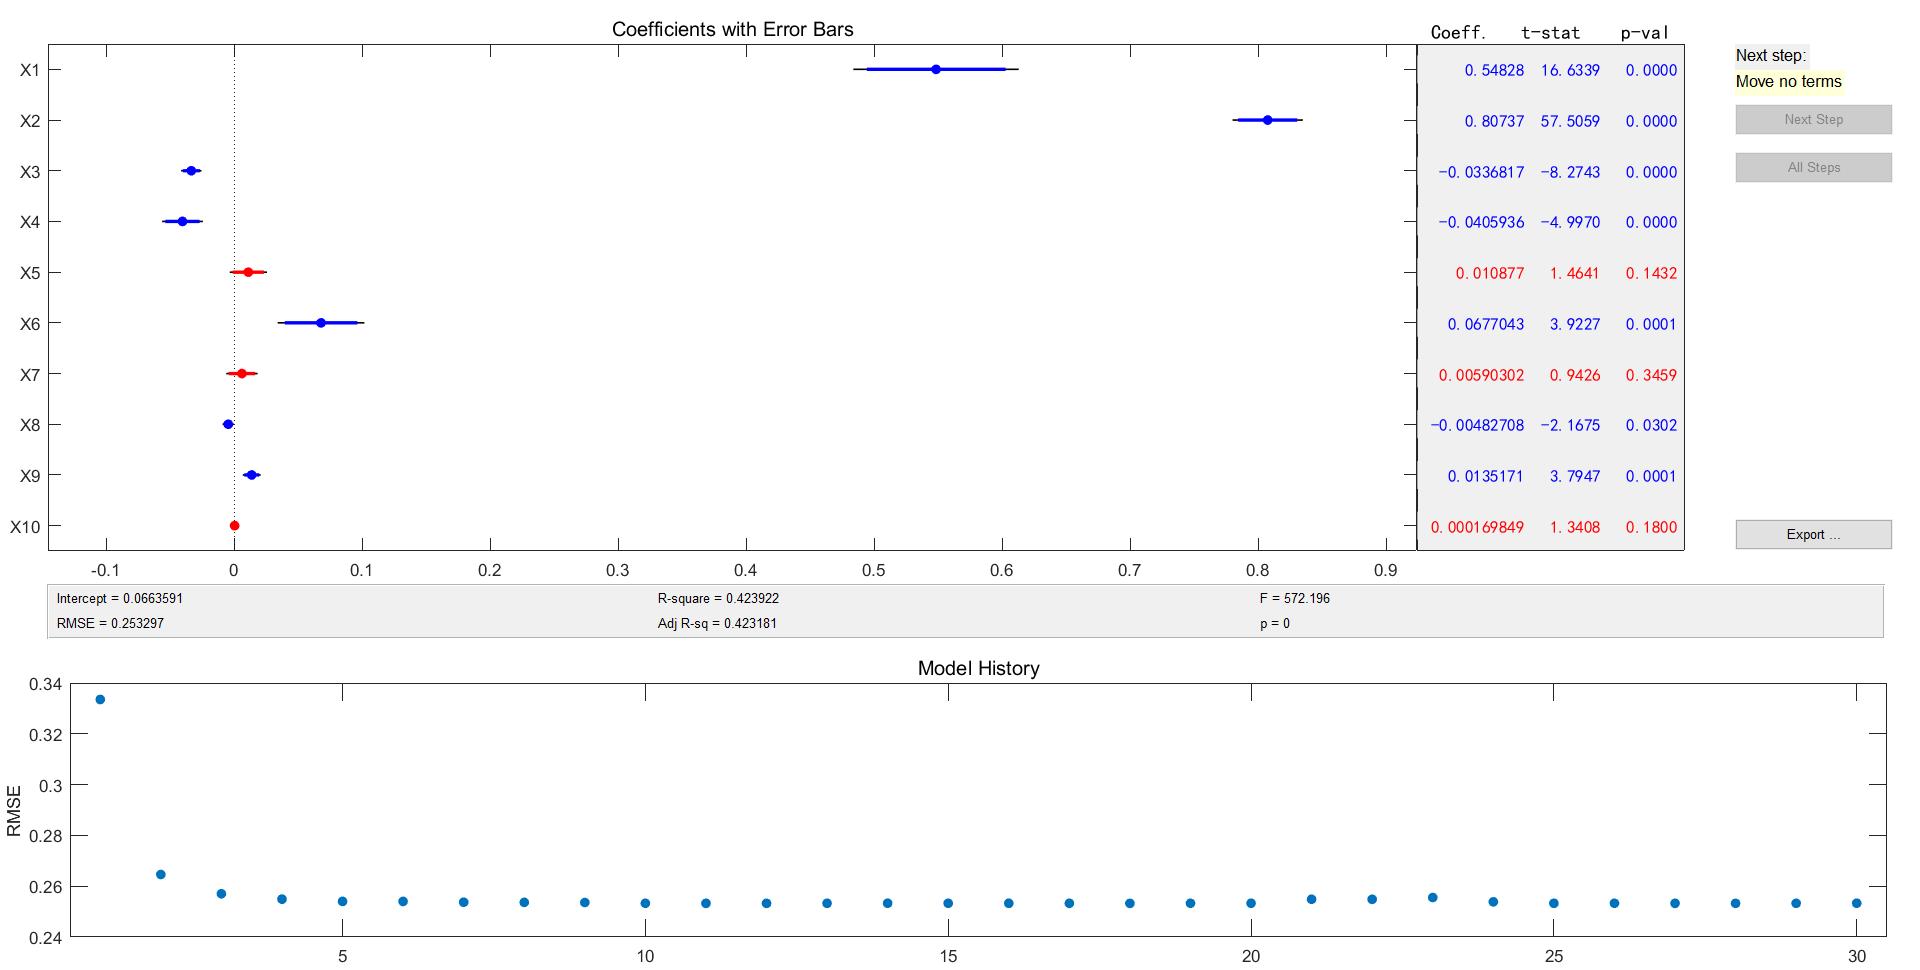 Coefficients with Error Bars
Coeff. t-stat p-val
X1 0.54828 16.6339 0.0000
X2 0.80737 57.5059 0.0000
X3 -0.0336817 -8.2743 0.0000
X4 -0.0405936 -4.9970 0.0000
X5 0.010877 1.4641 0.1432
X6 0.0677043 3.9227 0.0001
X7 0.00590302 0.9426 0.3459
X8 -0.00482708 -2.1675 0.0302
X9 0.0135171 3.7947 0.0001
X10 0.000169849 1.3408 0.1800
-0.1 0 0.1 0.2 0.3 0.4 0.5 0.6 0.7 0.8 0.9
Next step:
Move no terms
Next Step
All Steps
Export ...
Intercept = 0.0663591 R-square = 0.423922 F = 572.196
RMSE = 0.253297 Adj R-sq = 0.423181 p = 0
Model History
0.34
0.32
0.3
0.28
0.26
0.24
RMSE
5 10 15 20 25 30